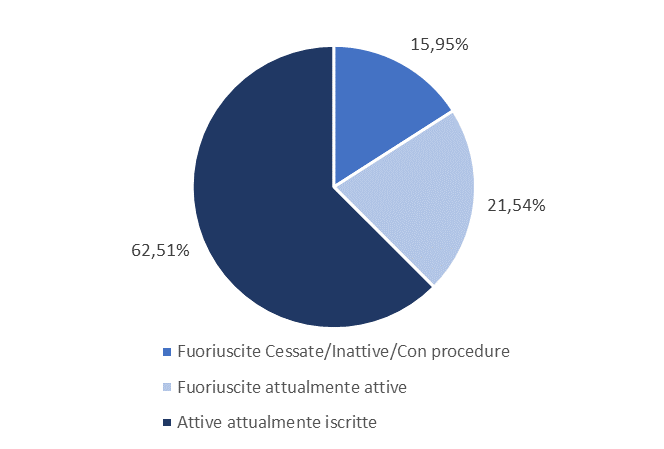 15,95%
21,54%
62,51%
Fuoriuscite Cessate/Inattive/Con procedure
Fuoriuscite attualmente attive
Attive attualmente iscritte